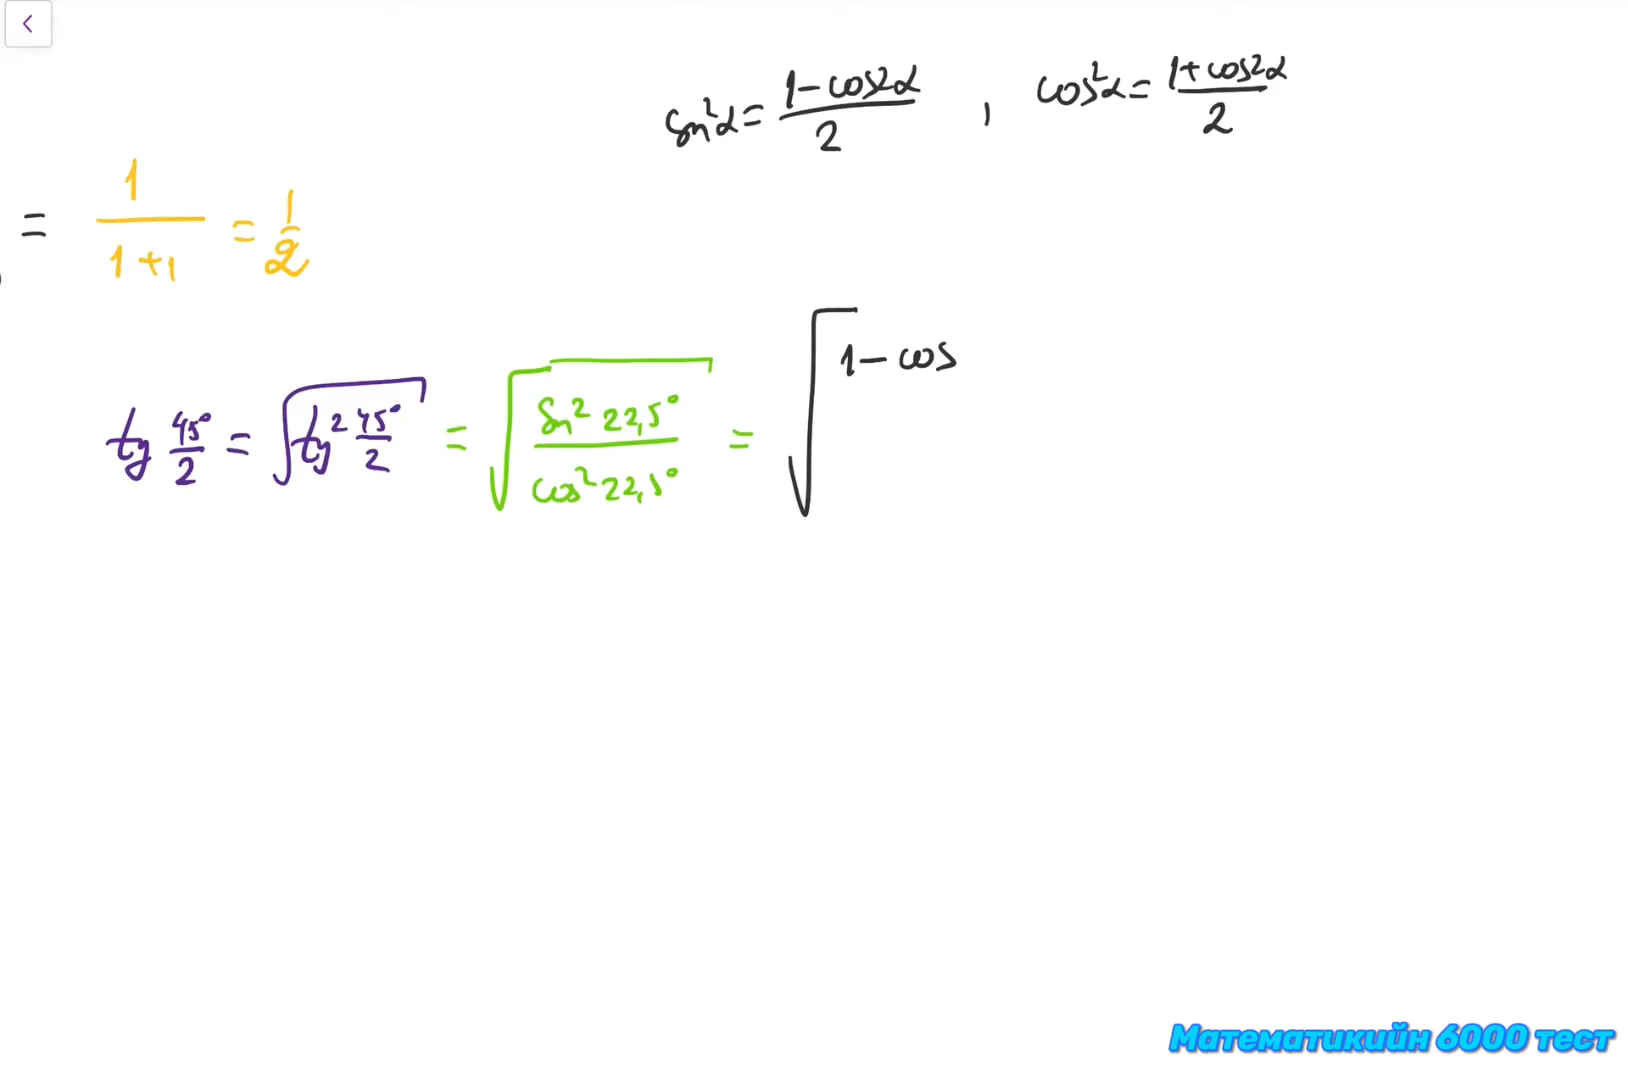 sin²α = (1 - cos2α)/2 , cos²α = (1 + cos2α)/2
= 1/(1+1) = 1/2
tg 45°/2 = √(tg² 45°/2) = √(sin² 22,5°/cos² 22,5°) = √(1 - cos
Математикийн 6000 тест